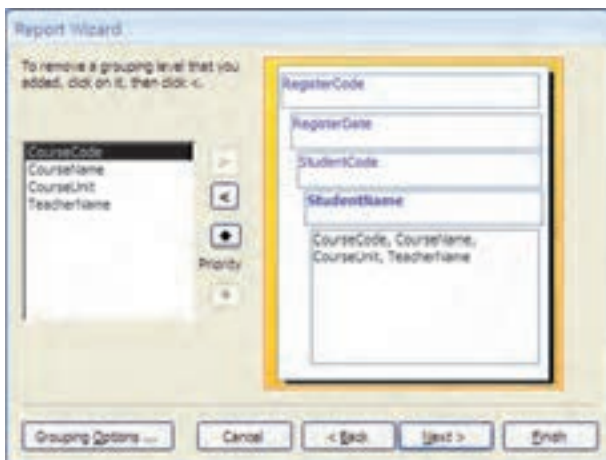 Report Wizard
To remove a grouping level that you
added, click on it, then click <.
CourseCode
CourseName
CourseUnit
TeacherName
>
<
Priority
RegisterCode
RegisterDate
StudentCode
StudentName
CourseCode, CourseName,
CourseUnit, TeacherName
Grouping Options ...
Cancel
< Back
Next >
Finish